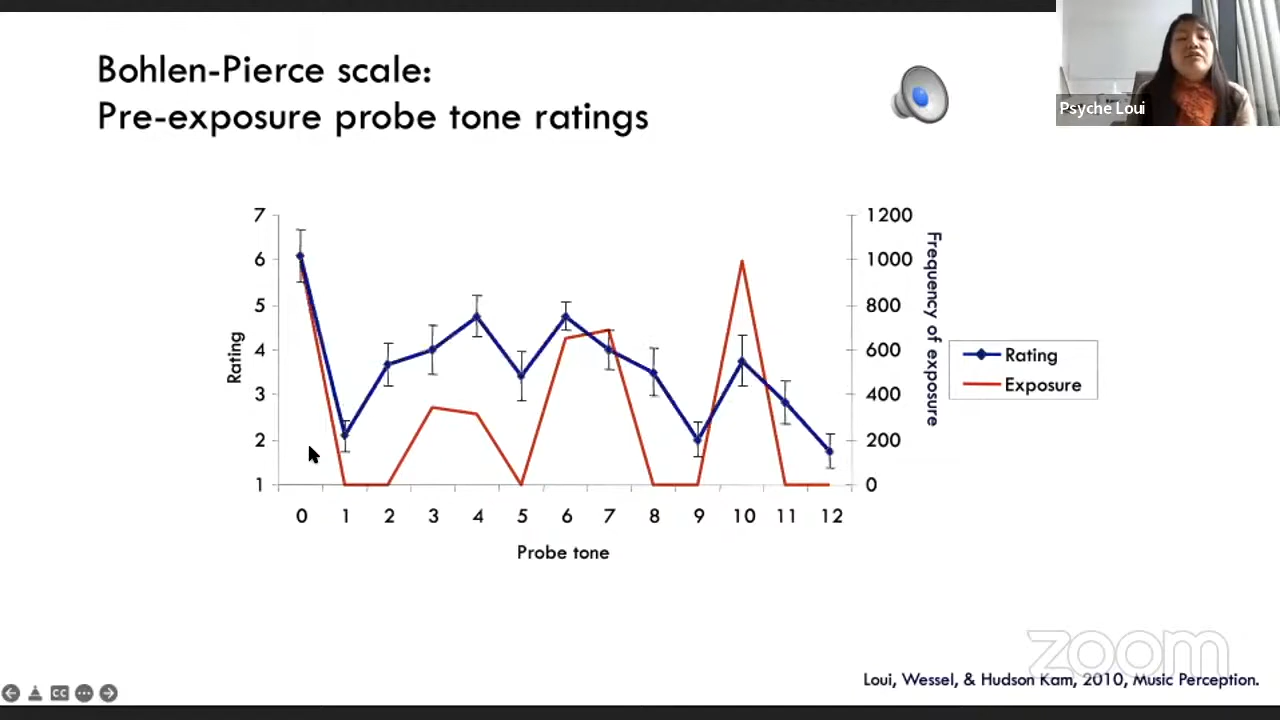 Bohlen-Pierce scale:
Pre-exposure probe tone ratings
Psyche Loui
7
6
5
4
3
2
1
Rating
1200
1000
800
600
400
200
0
Frequency of exposure
Rating
Exposure
0 1 2 3 4 5 6 7 8 9 10 11 12
Probe tone
zoom
Loui, Wessel, & Hudson Kam, 2010, Music Perception.
CC